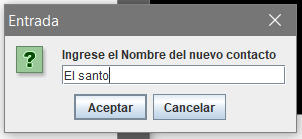 Entrada
Ingrese el Nombre del nuevo contacto
El santo
Aceptar Cancelar